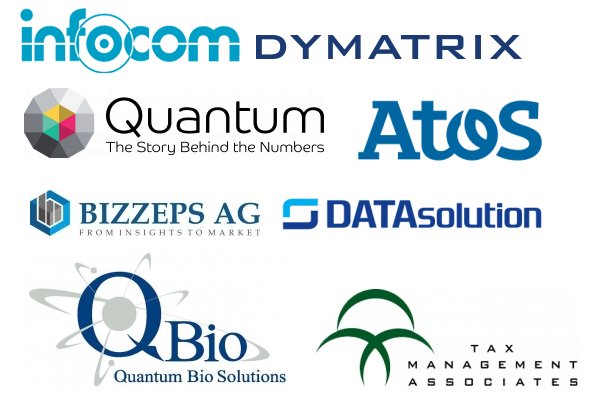 infocom
DYMATRIX
Quantum
The Story Behind the Numbers
Atos
BIZZEPS AG
FROM INSIGHTS TO MARKET
DATAsolution
QBio
Quantum Bio Solutions
TAX
MANAGEMENT
ASSOCIATES